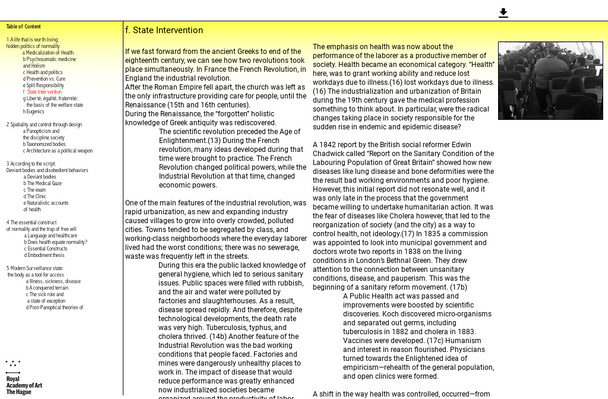 Table of Content
1 A life that is worth living:
hidden politics of normality
a Medicalization of Health
b Psychosomatic medicine
and Holism
c Health and politics
d Prevention vs. Cure
e Split Responsibility
f State Intervention
g Liberté, égalité, fraternité:
the basis of the welfare state
h Eugenics
2 Spatiality and control through design
a Panopticism and
the discipline society
b Taxonomized bodies
c Architecture as a political weapon
3 According to the script:
Deviant bodies and disobedient behaviors
a Deviant bodies
b The Medical Gaze
c The exam
d The Clinic
e Naturalistic accounts
of health
4 The essential construct
of normality and the trap of free will
a Language and healthcare
b Does health equate normality?
c Essential Constructs
d Embodiment thesis
5 Modern Surveillance state:
the body as a tool for access
a Illness, sickness, disease
b A conquered terrain
c The sick role and
a state of exception
d Post-Panoptical theories of
Royal
Academy of Art
The Hague
f. State Intervention
If we fast forward from the ancient Greeks to end of the
eighteenth century, we can see how two revolutions took
place simultaneously. In France the French Revolution, in
England the industrial revolution.
After the Roman Empire fell apart, the church was left as
the only infrastructure providing care for people, until the
Renaissance (15th and 16th centuries).
During the Renaissance, the "forgotten" holistic
knowledge of Greek antiquity was rediscovered.
The scientific revolution preceded the Age of
Enlightenment.(13) During the French
revolution, many ideas developed during that
time were brought to practice. The French
Revolution changed political powers, while the
Industrial Revolution at that time, changed
economic powers.
One of the main features of the industrial revolution, was
rapid urbanization, as new and expanding industry
caused villages to grow into overly crowded, polluted
cities. Towns tended to be segregated by class, and
working-class neighborhoods where the everyday laborer
lived had the worst conditions; there was no sewerage,
waste was frequently left in the streets.
During this era the public lacked knowledge of
general hygiene, which led to serious sanitary
issues. Public spaces were filled with rubbish,
and the air and water were polluted by
factories and slaughterhouses. As a result,
disease spread rapidly. And therefore, despite
technological developments, the death rate
was very high. Tuberculosis, typhus, and
cholera thrived. (14b) Another feature of the
Industrial Revolution was the bad working
conditions that people faced. Factories and
mines were dangerously unhealthy places to
work in. The impact of disease that would
reduce performance was greatly enhanced
now industrialized societies became
organized around the productivity of labor
The emphasis on health was now about the
performance of the laborer as a productive member of
society. Health became an economical category. "Health"
here, was to grant working ability and reduce lost
workdays due to illness.(16) lost workdays due to illness.
(16) The industrialization and urbanization of Britain
during the 19th century gave the medical profession
something to think about. In particular, were the radical
changes taking place in society responsible for the
sudden rise in endemic and epidemic disease?
A 1842 report by the British social reformer Edwin
Chadwick called "Report on the Sanitary Condition of the
Labouring Population of Great Britain" showed how new
diseases like lung disease and bone deformities were the
the result bad working environments and poor hygiene.
However, this initial report did not resonate well, and it
was only late in the process that the government
became willing to undertake humanitarian action. It was
the fear of diseases like Cholera however, that led to the
reorganization of society (and the city) as a way to
control health, not ideology.(17) In 1835 a commission
was appointed to look into municipal government and
doctors wrote two reports in 1838 on the living
conditions in London's Bethnal Green. They drew
attention to the connection between unsanitary
conditions, disease, and pauperism. This was the
beginning of a sanitary reform movement. (17b)
A Public Health act was passed and
improvements were boosted by scientific
discoveries. Koch discovered micro-organisms
and separated out germs, including
tuberculosis in 1882 and cholera in 1883.
Vaccines were developed. (17c) Humanism
and interest in reason flourished. Physicians
turned towards the Enlightened idea of
empiricism—rehealth of the general population,
and open clinics were formed.
A shift in the way health was controlled, occurred—from